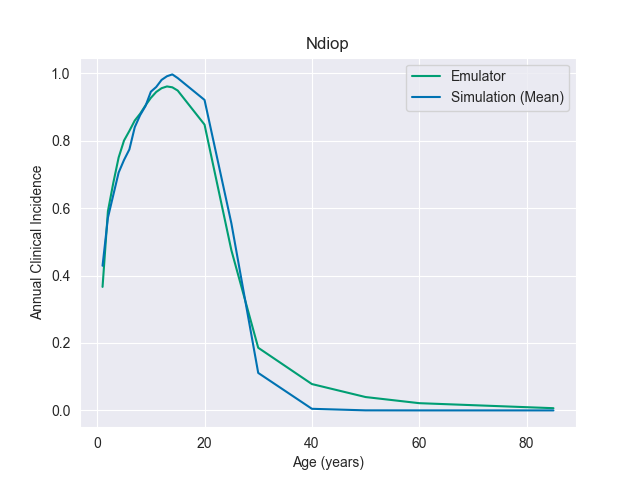 Ndiop
Emulator
Simulation (Mean)
Annual Clinical Incidence
1.0
0.8
0.6
0.4
0.2
0.0
0 20 40 60 80
Age (years)